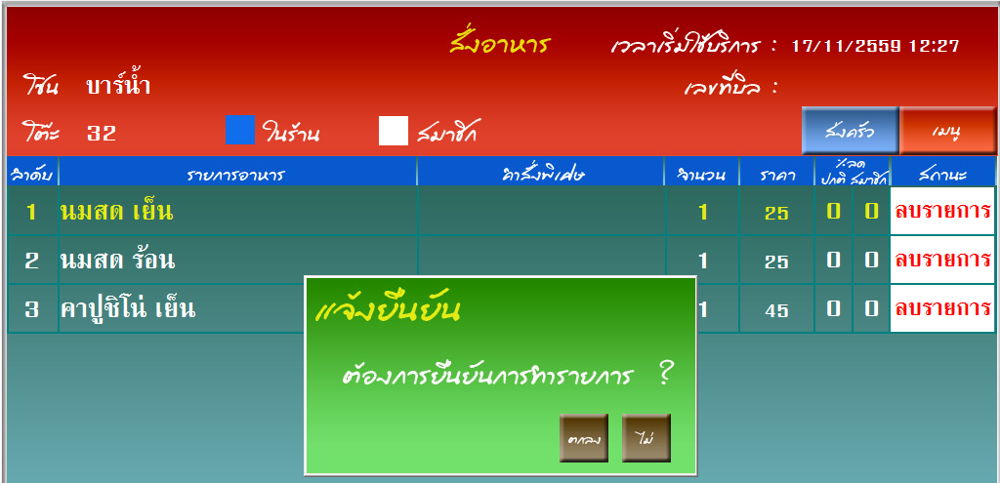 สั่งอาหาร เวลาเริ่มใช้บริการ : 17/11/2559 12:27
โซน บาร์น้ำ เลขที่บิล :
โต๊ะ 32 ในร้าน สมาชิก ส่งครัว เมนู
ลำดับ รายการอาหาร คำสั่งพิเศษ จำนวน ราคา %ลด ปกติ สมาชิก สถานะ
1 นมสด เย็น 1 25 0 0 ลบรายการ
2 นมสด ร้อน 1 25 0 0 ลบรายการ
3 คาปูชิโน่ เย็น 1 45 0 0 ลบรายการ
แจ้งยืนยัน
ต้องการยืนยันการทำรายการ ?
ตกลง ไม่